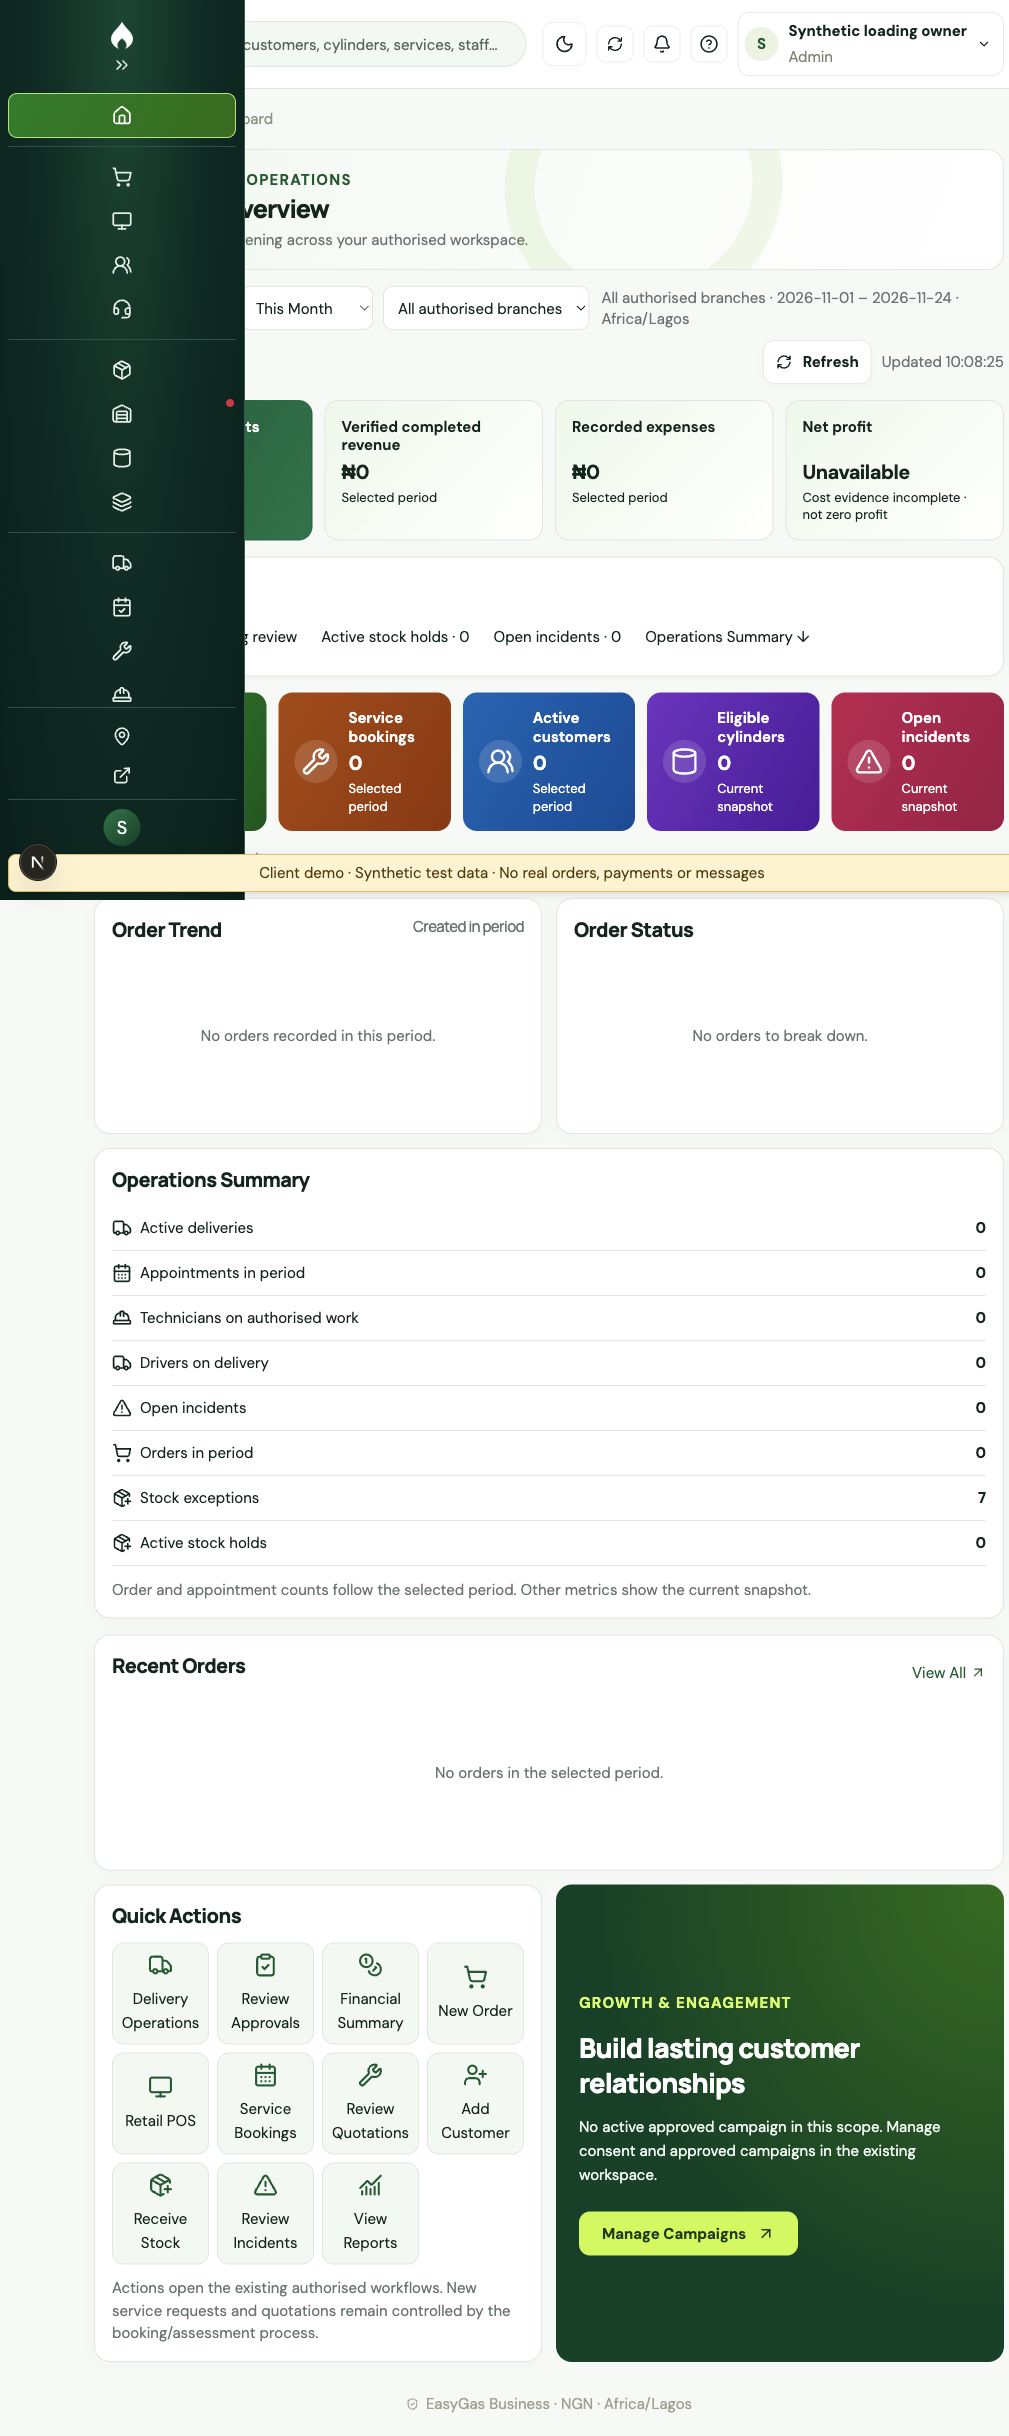 customers, cylinders, services, staff...
S
Synthetic loading owner
Admin
OPERATIONS
verview
ening across your authorised workspace.
This Month
All authorised branches
All authorised branches · 2026-11-01 – 2026-11-24 ·
Africa/Lagos
Refresh
Updated 10:08:25
ts
Verified completed
revenue
₦0
Selected period
Recorded expenses
₦0
Selected period
Net profit
Unavailable
Cost evidence incomplete ·
not zero profit
review
Active stock holds · 0
Open incidents · 0
Operations Summary ↓
Service
bookings
0
Selected
period
Active
customers
0
Selected
period
Eligible
cylinders
0
Current
snapshot
Open
incidents
0
Current
snapshot
S
N
Client demo · Synthetic test data · No real orders, payments or messages
Order Trend
Created in period
No orders recorded in this period.
Order Status
No orders to break down.
Operations Summary
Active deliveries 0
Appointments in period 0
Technicians on authorised work 0
Drivers on delivery 0
Open incidents 0
Orders in period 0
Stock exceptions 7
Active stock holds 0
Order and appointment counts follow the selected period. Other metrics show the current snapshot.
Recent Orders
View All
No orders in the selected period.
Quick Actions
Delivery
Operations
Review
Approvals
Financial
Summary
New Order
Retail POS
Service
Bookings
Review
Quotations
Add
Customer
Receive
Stock
Review
Incidents
View
Reports
Actions open the existing authorised workflows. New
service requests and quotations remain controlled by the
booking/assessment process.
GROWTH & ENGAGEMENT
Build lasting customer
relationships
No active approved campaign in this scope. Manage
consent and approved campaigns in the existing
workspace.
Manage Campaigns
EasyGas Business · NGN · Africa/Lagos